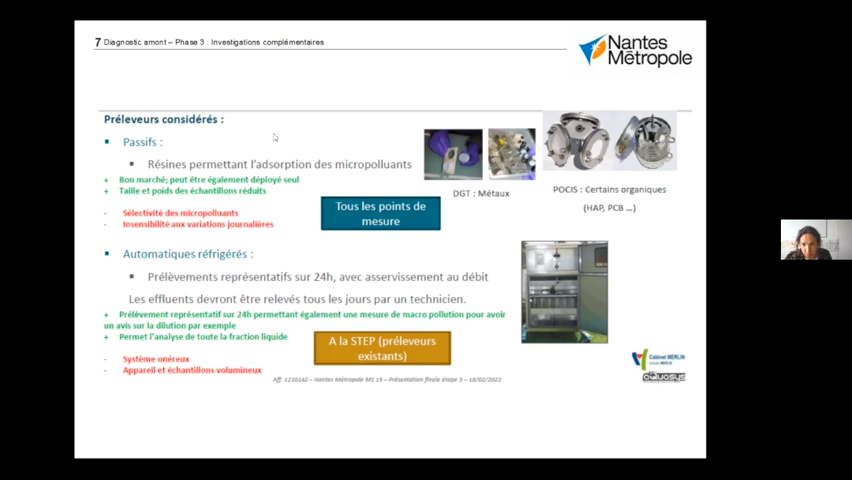 7 Diagnostic amont – Phase 3 : Investigations complémentaires
Nantes
Métropole
Préleveurs considérés :
▪ Passifs :
▪ Résines permettant l'adsorption des micropolluants
+ Bon marché; peut être également déployé seul
+ Taille et poids des échantillons réduits
- Sélectivité des micropolluants
- Insensibilité aux variations journalières
Tous les points de
mesure
DGT : Métaux
POCIS : Certains organiques
(HAP, PCB ...)
▪ Automatiques réfrigérés :
▪ Prélèvements représentatifs sur 24h, avec asservissement au débit
Les effluents devront être relevés tous les jours par un technicien.
+ Prélèvement représentatif sur 24h permettant également une mesure de macro pollution pour avoir
un avis sur la dilution par exemple
+ Permet l'analyse de toute la fraction liquide
- Système onéreux
- Appareil et échantillons volumineux
A la STEP (préleveurs
existants)
Cabinet MERLIN
Aff. 1210142 – Nantes Métropole MS 15 – Présentation finale étape 3 – 18/02/2022